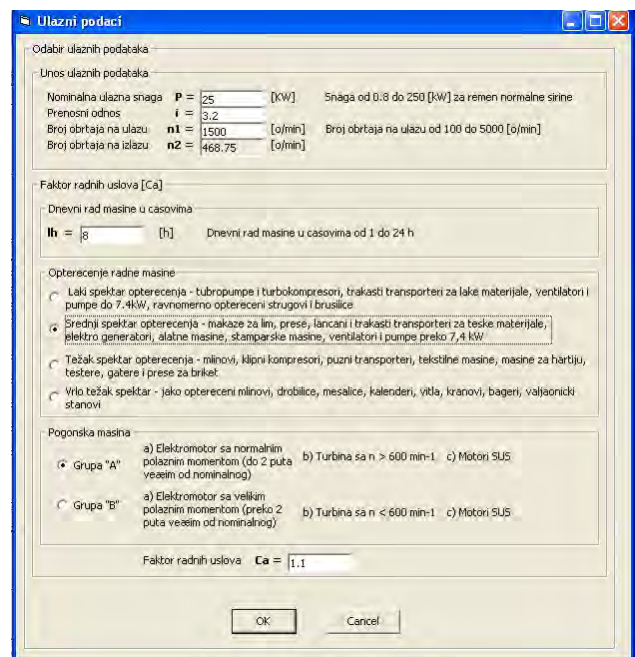 Ulazni podaci
Odabir ulaznih podataka
Unos ulaznih podataka
Nominalna ulazna snaga P = 25 [KW] Snaga od 0.8 do 250 [kW] za remen normalne sirine
Prenosni odnos i = 3.2
Broj obrtaja na ulazu n1 = 1500 [o/min] Broj obrtaja na ulazu od 100 do 5000 [o/min]
Broj obrtaja na izlazu n2 = 468.75 [o/min]
Faktor radnih uslova [Ca]
Dnevni rad masine u casovima
lh = 8 [h] Dnevni rad masine u casovima od 1 do 24 h
Opterecenje radne masine
Laki spektar opterecenja - tubropumpe i turbokompresori, trakasti transporteri za lake materijale, ventilatori i
pumpe do 7.4kW, ravnomerno optereceni strugovi i brusilice
Srednji spektar opterecenja - makaze za lim, prese, lancani i trakasti transporteri za teske materijale,
elektro generatori, alatne masine, stamparske masine, ventilatori i pumpe preko 7,4 kW
Težak spektar opterecenja - mlinovi, klipni kompresori, puzni transporteri, tekstilne masine, masine za hartiju,
testere, gatere i prese za briket
Vrlo težak spektar - jako optereceni mlinovi, drobilice, mesalice, kalenderi, vitla, kranovi, bageri, valjaonicki
stanovi
Pogonska masina
Grupa "A" a) Elektromotor sa normalnim
polaznim momentom (do 2 puta
veæim od nominalnog) b) Turbina sa n > 600 min-1 c) Motori SUS
Grupa "B" a) Elektromotor sa velikim
polaznim momentom (preko 2
puta veæim od nominalnog) b) Turbina sa n < 600 min-1 c) Motori SUS
Faktor radnih uslova Ca = 1.1
OK Cancel